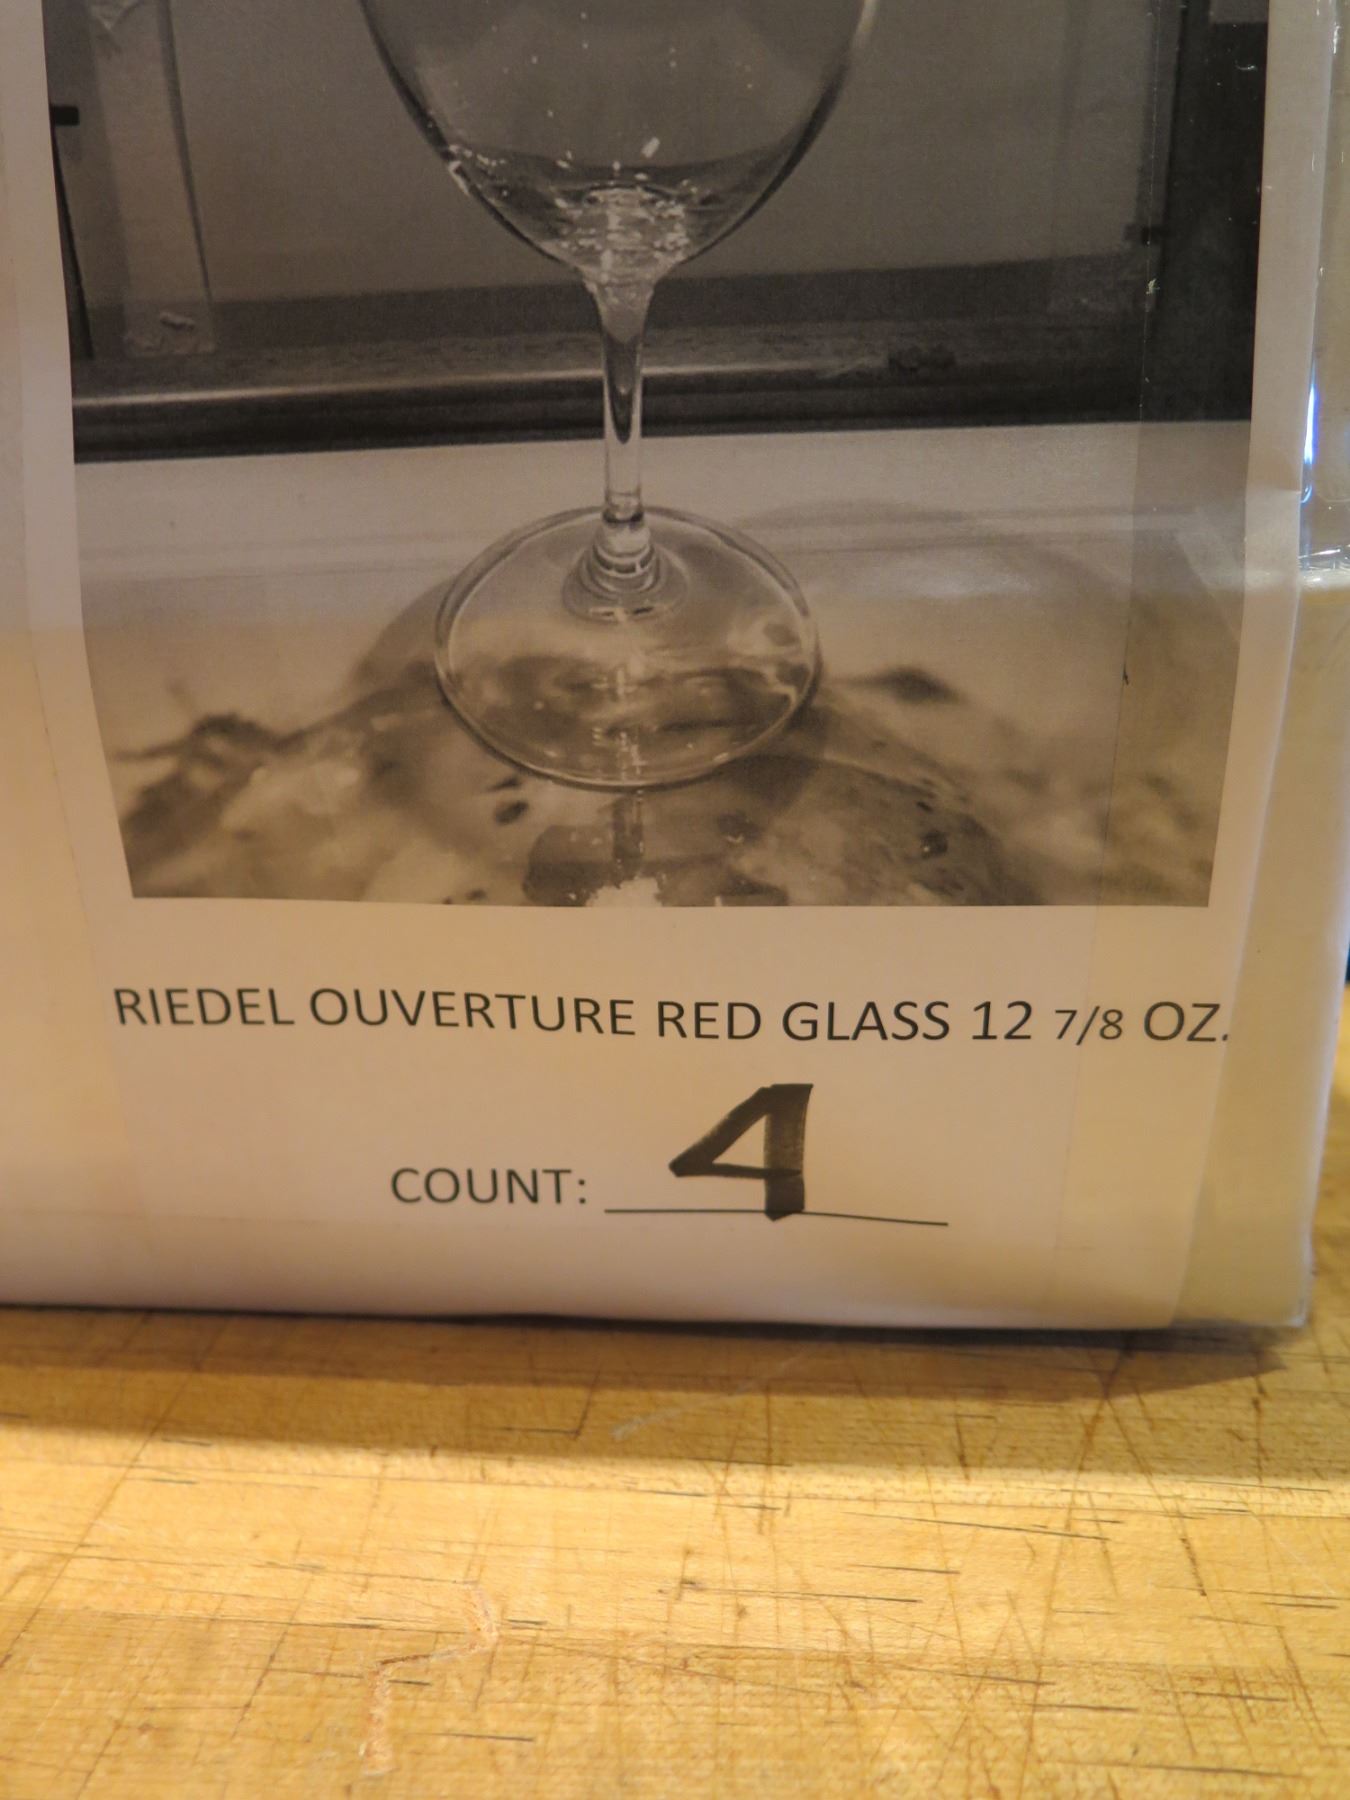 RIEDEL OUVERTURE RED GLASS 12 7/8 OZ.
COUNT: 4